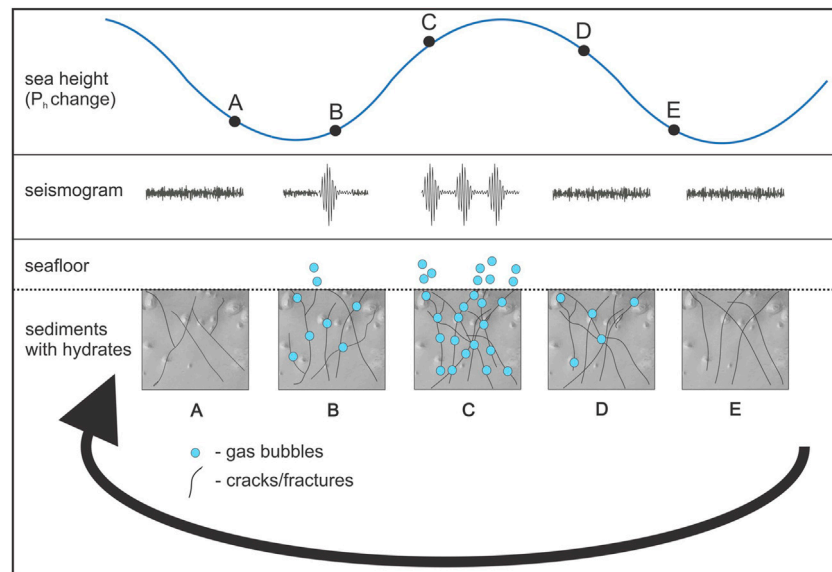 C
D
A
B
E
sea height
(Pₕ change)
seismogram
seafloor
sediments
with hydrates
A B C D E
- gas bubbles
- cracks/fractures